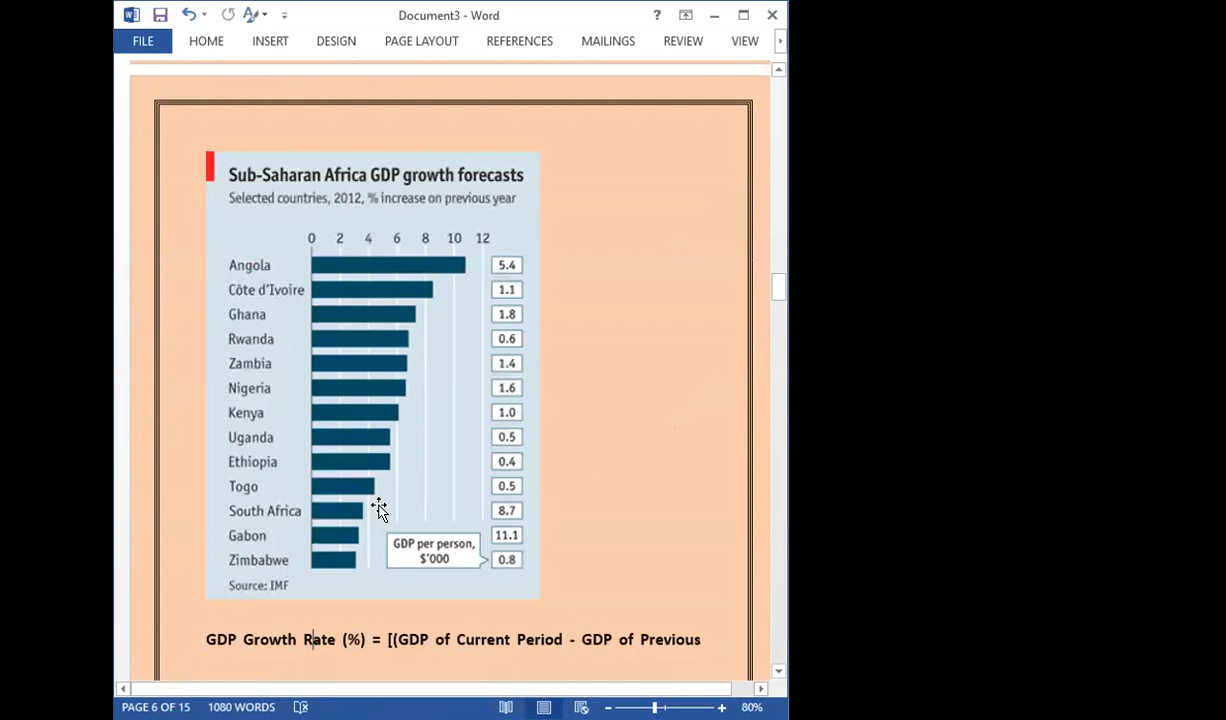 Document3 - Word
?
FILE HOME INSERT DESIGN PAGE LAYOUT REFERENCES MAILINGS REVIEW VIEW
Sub-Saharan Africa GDP growth forecasts
Selected countries, 2012, % increase on previous year
0 2 4 6 8 10 12
Angola 5.4
Côte d'Ivoire 1.1
Ghana 1.8
Rwanda 0.6
Zambia 1.4
Nigeria 1.6
Kenya 1.0
Uganda 0.5
Ethiopia 0.4
Togo 0.5
South Africa 8.7
Gabon 11.1
GDP per person,
$'000
Zimbabwe 0.8
Source: IMF
GDP Growth Rate (%) = [(GDP of Current Period - GDP of Previous
PAGE 6 OF 15 1080 WORDS 80%